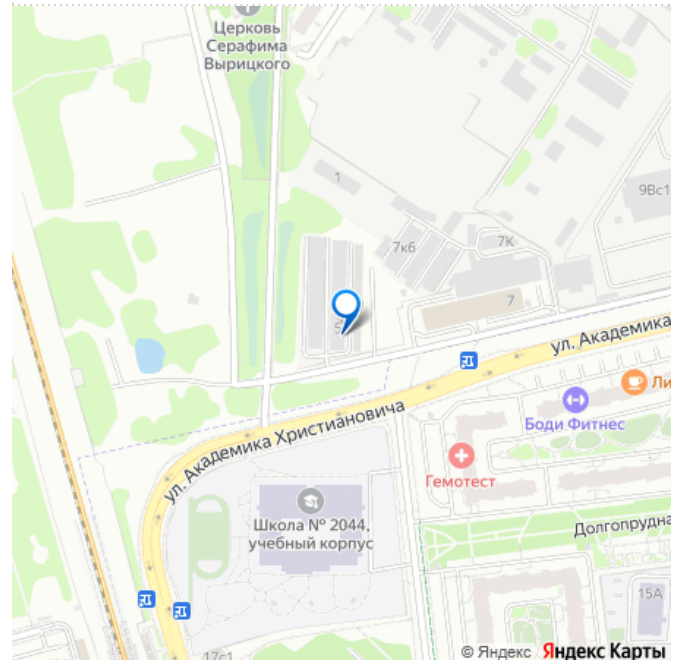 Церковь
Серафима
Вырицкого
1
9Вс1
7к6
7К
5
7
ул. Академика
Ли
Боди Фитнес
ул. Академика Христиановича
Гемотест
Школа № 2044,
учебный корпус
Долгопрудна
15А
17с1
© Яндекс Яндекс Карты